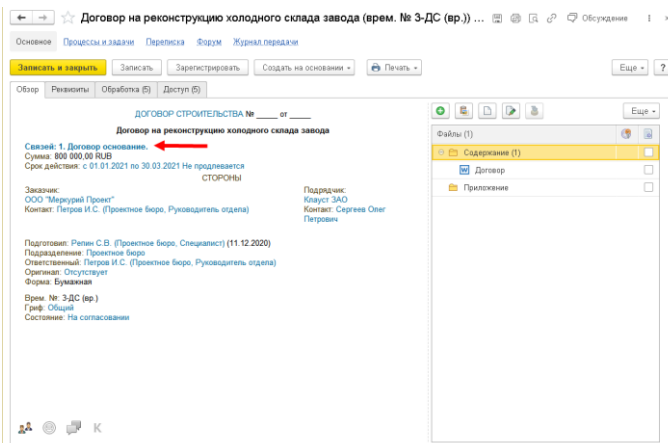 Договор на реконструкцию холодного склада завода (врем. № 3-ДС (вр.)) ... Обсуждение
Основное Процессы и задачи Переписка Форум Журнал передачи
Записать и закрыть Записать Зарегистрировать Создать на основании Печать Еще ?
Обзор Реквизиты Обработка (5) Доступ (5)
ДОГОВОР СТРОИТЕЛЬСТВА № _____ от _____
Договор на реконструкцию холодного склада завода
Связей: 1. Договор основание.
Сумма: 800 000,00 RUB
Срок действия: с 01.01.2021 по 30.03.2021 Не продлевается
СТОРОНЫ
Заказчик:
ООО "Меркурий Проект"
Контакт: Петров И.С. (Проектное бюро, Руководитель отдела)
Подрядчик:
Клауст ЗАО
Контакт: Сергеев Олег
Петрович
Подготовил: Репин С.В. (Проектное бюро, Специалист) (11.12.2020)
Подразделение: Проектное бюро
Ответственный: Петров И.С. (Проектное бюро, Руководитель отдела)
Оригинал: Отсутствует
Форма: Бумажная
Врем. №: 3-ДС (вр.)
Гриф: Общий
Состояние: На согласовании
К
Еще
Файлы (1)
Содержание (1)
Договор
Приложение